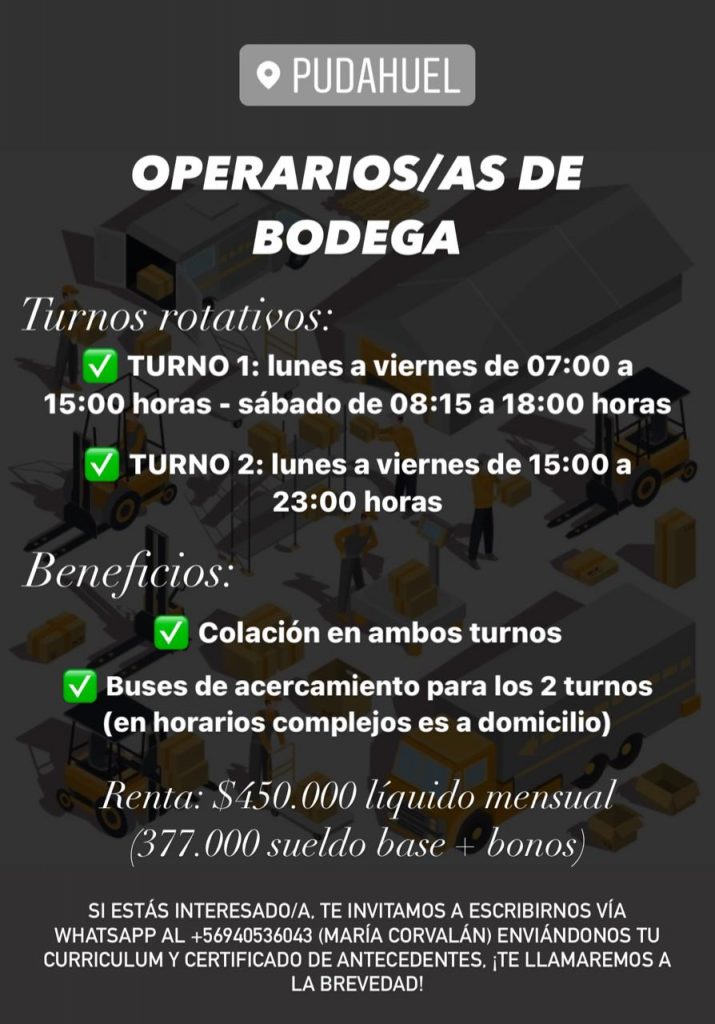 PUDAHUEL
OPERARIOS/AS DE
BODEGA
Turnos rotativos:
✅ TURNO 1: lunes a viernes de 07:00 a
15:00 horas - sábado de 08:15 a 18:00 horas
✅ TURNO 2: lunes a viernes de 15:00 a
23:00 horas
Beneficios:
✅ Colación en ambos turnos
✅ Buses de acercamiento para los 2 turnos
(en horarios complejos es a domicilio)
Renta: $450.000 líquido mensual
(377.000 sueldo base + bonos)
SI ESTÁS INTERESADO/A, TE INVITAMOS A ESCRIBIRNOS VÍA
WHATSAPP AL +56940536043 (MARÍA CORVALÁN) ENVIÁNDONOS TU
CURRICULUM Y CERTIFICADO DE ANTECEDENTES, ¡TE LLAMAREMOS A
LA BREVEDAD!